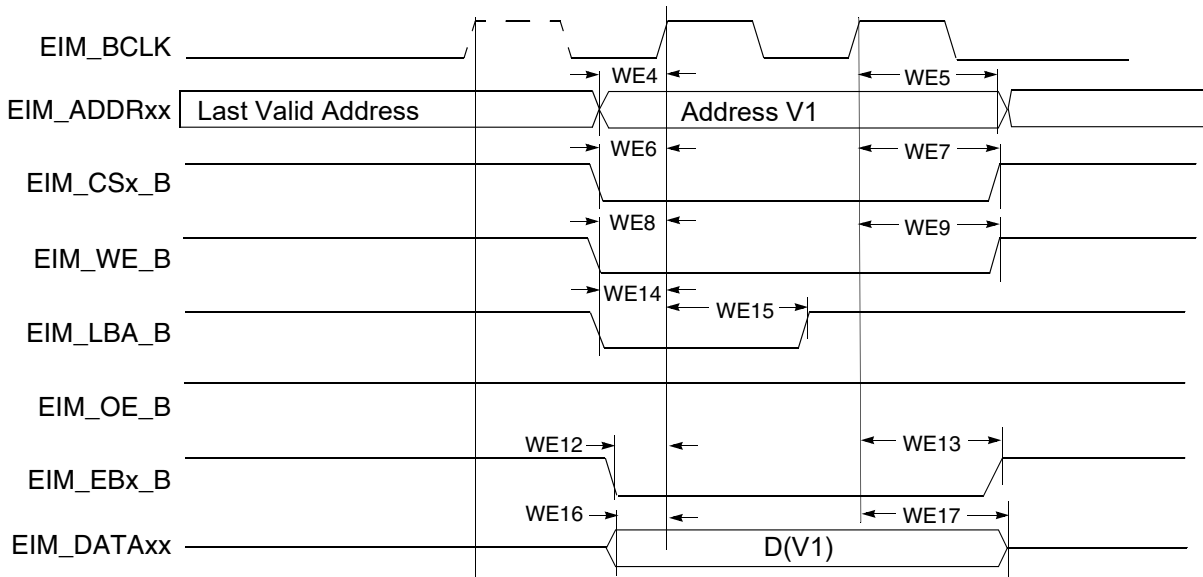 EIM_BCLK
WE4
WE5
EIM_ADDRxx
Last Valid Address
Address V1
WE6
WE7
EIM_CSx_B
WE8
WE9
EIM_WE_B
WE14
WE15
EIM_LBA_B
EIM_OE_B
WE12
WE13
EIM_EBx_B
WE16
WE17
EIM_DATAxx
D(V1)